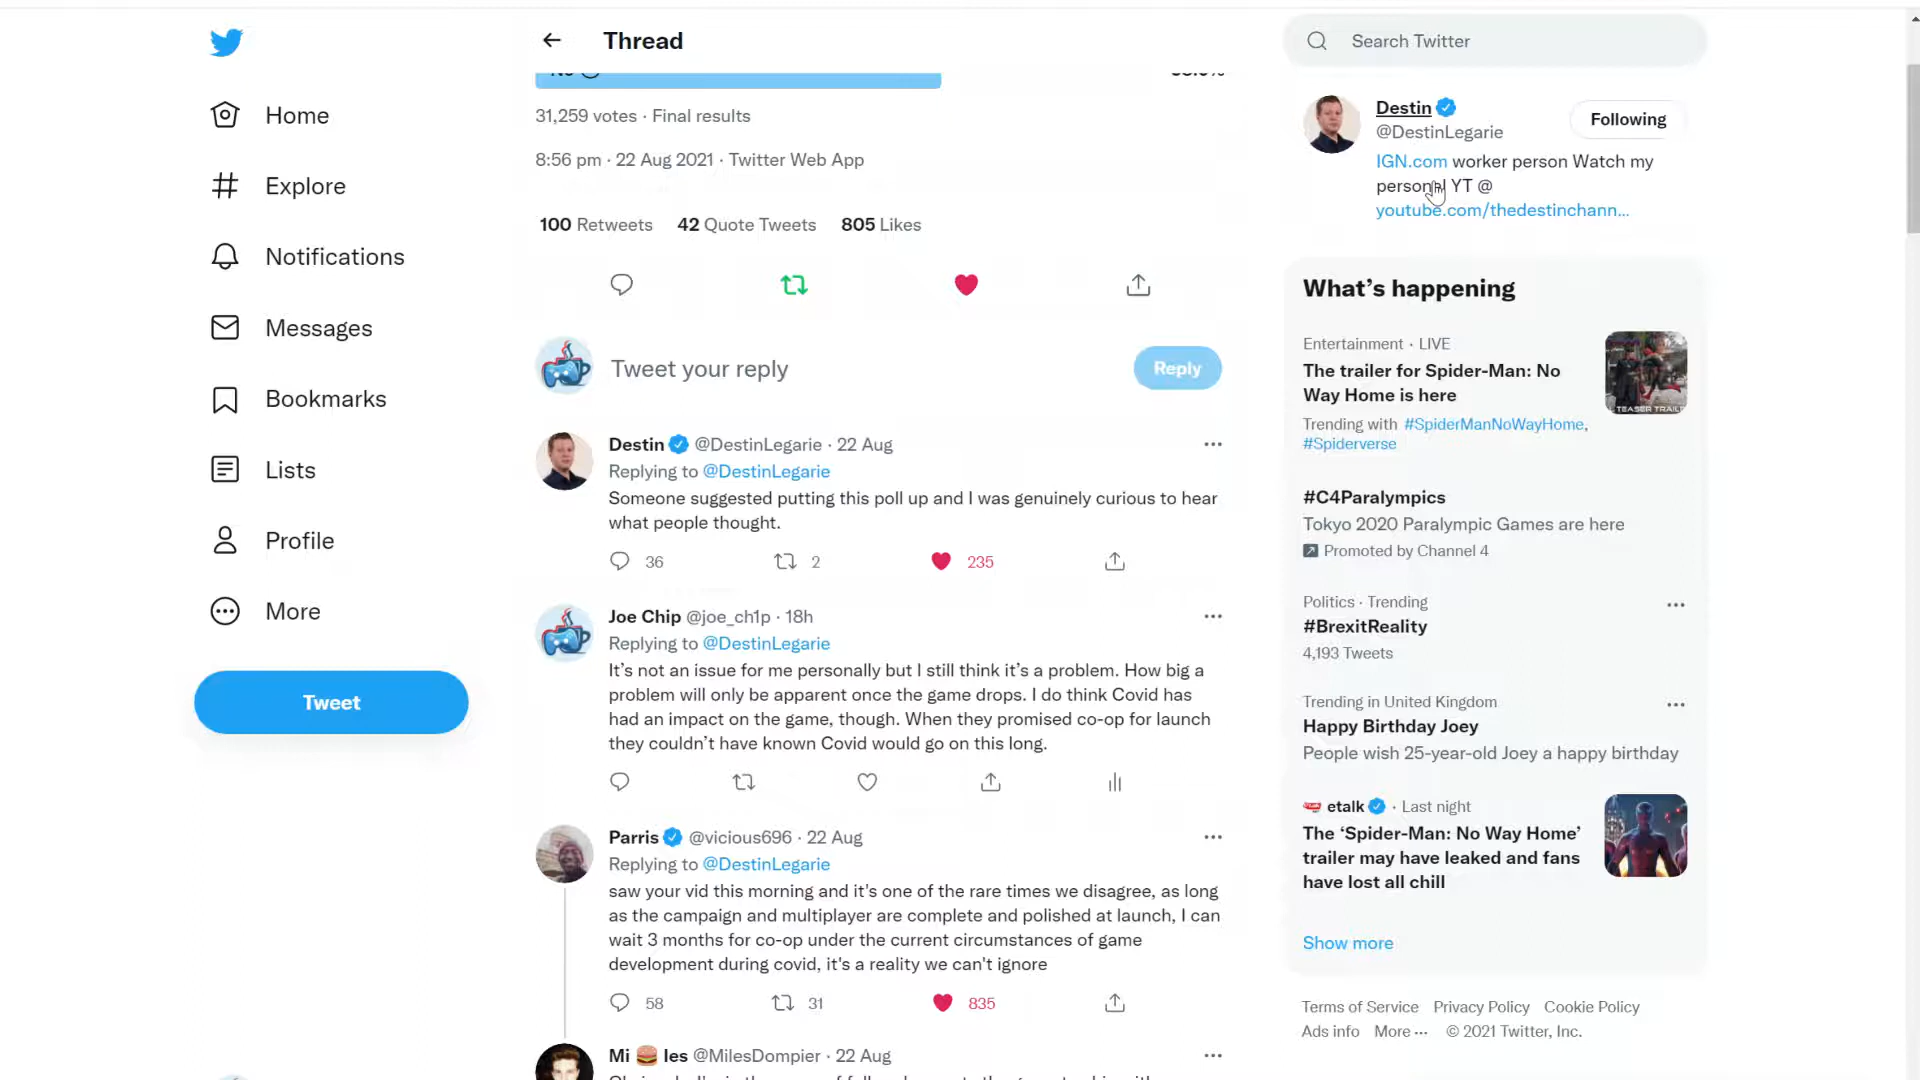 Home
Explore
Notifications
Messages
Bookmarks
Lists
Profile
More
Tweet
Thread
31,259 votes · Final results
8:56 pm · 22 Aug 2021 · Twitter Web App
100 Retweets 42 Quote Tweets 805 Likes
Tweet your reply
Reply
Destin @DestinLegarie · 22 Aug
Replying to @DestinLegarie
Someone suggested putting this poll up and I was genuinely curious to hear
what people thought.
36 2 235
Joe Chip @joe_ch1p · 18h
Replying to @DestinLegarie
It's not an issue for me personally but I still think it's a problem. How big a
problem will only be apparent once the game drops. I do think Covid has
had an impact on the game, though. When they promised co-op for launch
they couldn't have known Covid would go on this long.
Parris @vicious696 · 22 Aug
Replying to @DestinLegarie
saw your vid this morning and it's one of the rare times we disagree, as long
as the campaign and multiplayer are complete and polished at launch, I can
wait 3 months for co-op under the current circumstances of game
development during covid, it's a reality we can't ignore
58 31 835
Mi 🍔 les @MilesDompier · 22 Aug
Search Twitter
Destin
@DestinLegarie
Following
IGN.com worker person Watch my
personal YT @
youtube.com/thedestinchann...
What's happening
Entertainment · LIVE
The trailer for Spider-Man: No
Way Home is here
TEASER TRAIL
Trending with #SpiderManNoWayHome,
#Spiderverse
#C4Paralympics
Tokyo 2020 Paralympic Games are here
Promoted by Channel 4
Politics · Trending
#BrexitReality
4,193 Tweets
Trending in United Kingdom
Happy Birthday Joey
People wish 25-year-old Joey a happy birthday
etalk · Last night
The 'Spider-Man: No Way Home'
trailer may have leaked and fans
have lost all chill
Show more
Terms of Service Privacy Policy Cookie Policy
Ads info More ··· © 2021 Twitter, Inc.